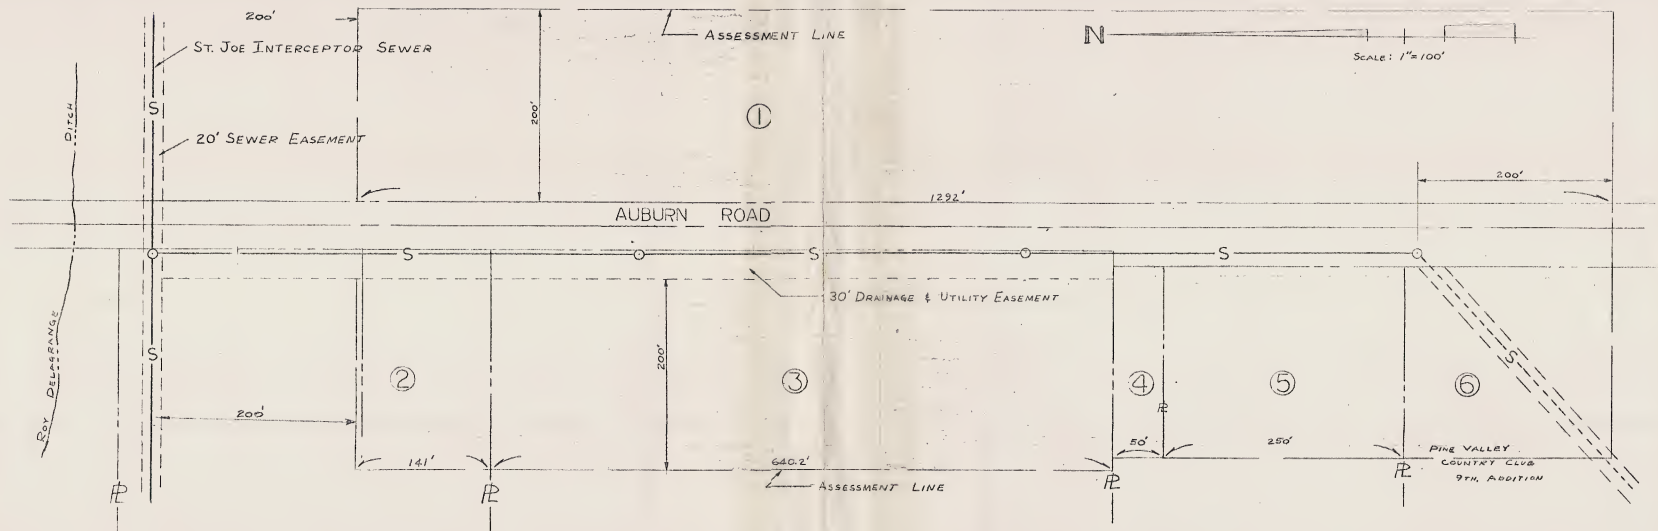 200'
ASSESSMENT LINE
N
SCALE: 1"=100'
ST. JOE INTERCEPTOR SEWER
S
200'
①
DITCH
20' SEWER EASEMENT
200'
1292'
AUBURN ROAD
S
S
S
30' DRAINAGE & UTILITY EASEMENT
ROY DELAGRANGE
S
200'
S
②
③
④
⑤
⑥
PL
200'
50'
250'
141'
640.2'
PINE VALLEY
COUNTRY CLUB
9TH. ADDITION
PL
PL
PL
PL
ASSESSMENT LINE